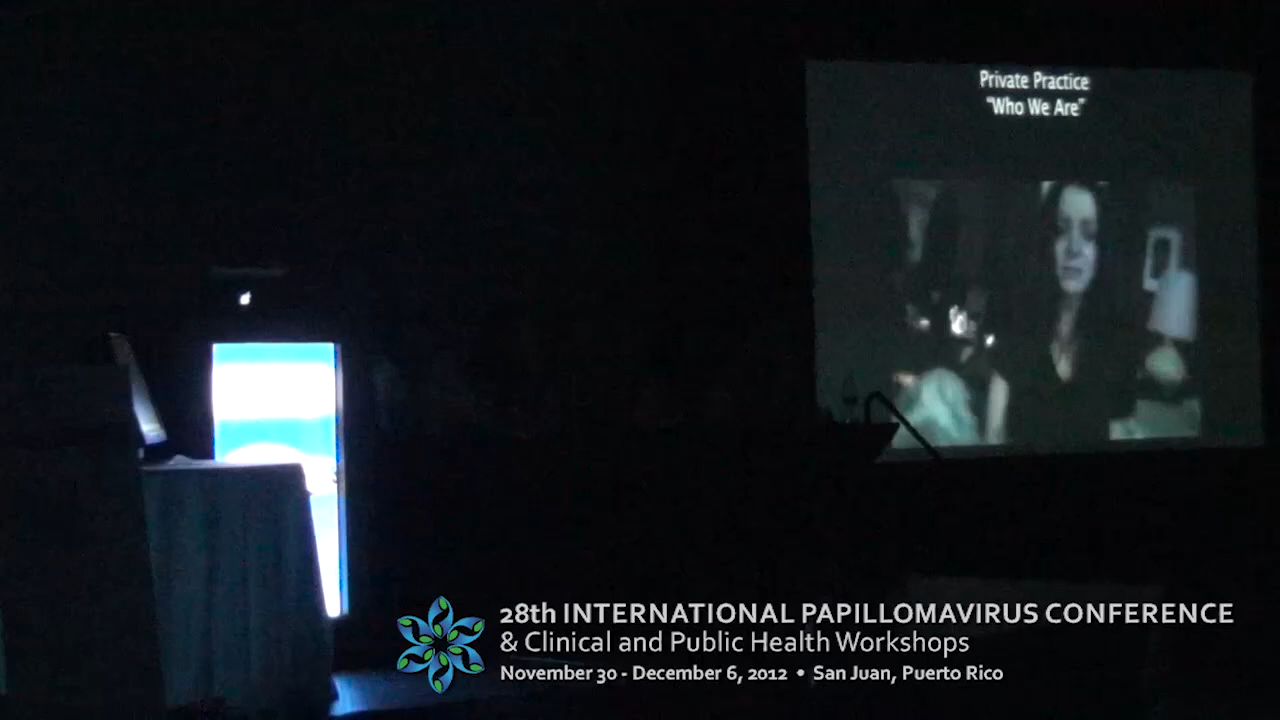 Private Practice
"Who We Are"
28th INTERNATIONAL PAPILLOMAVIRUS CONFERENCE
& Clinical and Public Health Workshops
November 30 - December 6, 2012 • San Juan, Puerto Rico